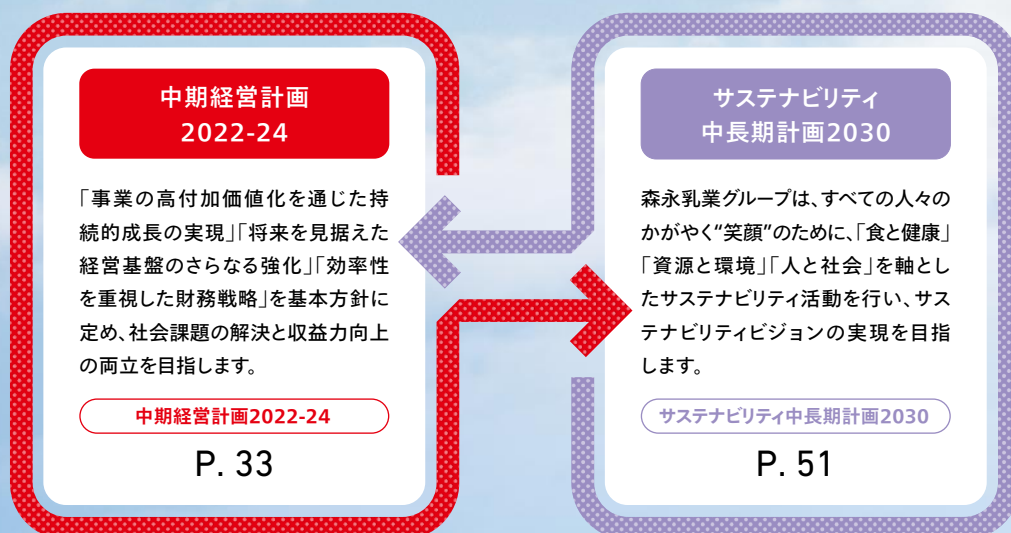 中期経営計画
2022-24
「事業の高付加価値化を通じた持
続的成長の実現」「将来を見据えた
経営基盤のさらなる強化」「効率性
を重視した財務戦略」を基本方針に
定め、社会課題の解決と収益力向上
の両立を目指します。
中期経営計画2022-24
P. 33
サステナビリティ
中長期計画2030
森永乳業グループは、すべての人々の
かがやく“笑顔”のために、「食と健康」
「資源と環境」「人と社会」を軸とし
たサステナビリティ活動を行い、サス
テナビリティビジョンの実現を目指
します。
サステナビリティ中長期計画2030
P. 51